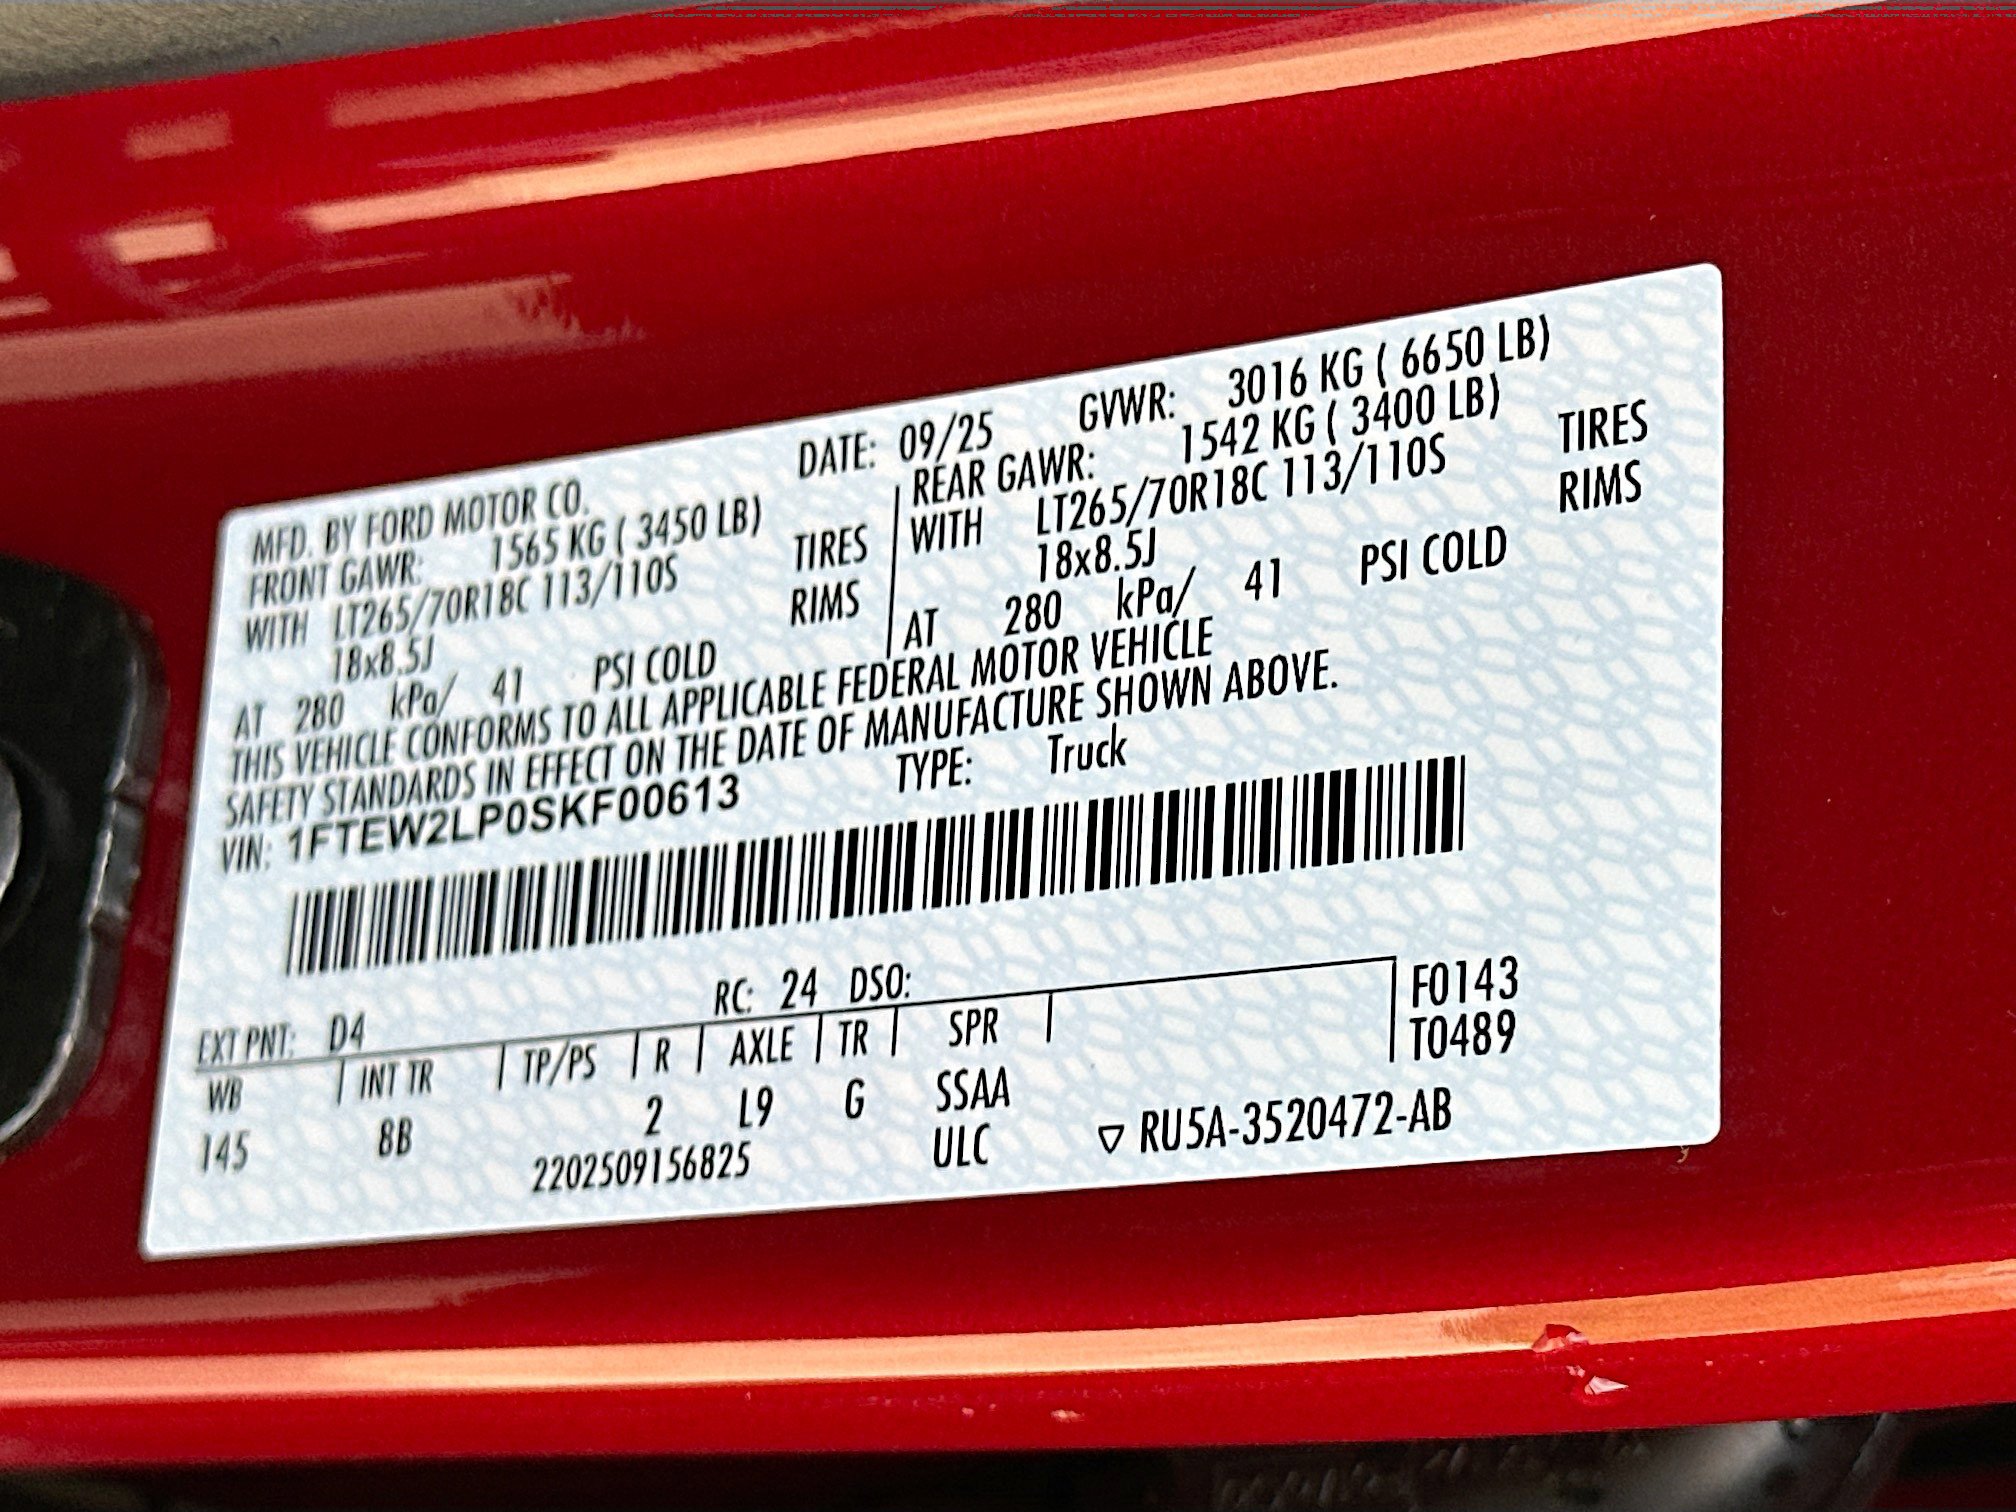 MFD. BY FORD MOTOR CO. DATE: 09/25 GVWR: 3016 KG ( 6650 LB)
FRONT GAWR: 1565 KG ( 3450 LB) REAR GAWR: 1542 KG ( 3400 LB)
WITH LT265/70R18C 113/110S TIRES WITH LT265/70R18C 113/110S TIRES
18x8.5J RIMS 18x8.5J RIMS
AT 280 kPa/ 41 PSI COLD AT 280 kPa/ 41 PSI COLD
THIS VEHICLE CONFORMS TO ALL APPLICABLE FEDERAL MOTOR VEHICLE
SAFETY STANDARDS IN EFFECT ON THE DATE OF MANUFACTURE SHOWN ABOVE.
VIN: 1FTEW2LP0SKF00613 TYPE: Truck
EXT PNT: D4 RC: 24 DSO: F0143
WB INT TR TP/PS R AXLE TR SPR T0489
145 8B 2 L9 G SSAA
2202509156825 ULC ▽ RU5A-3520472-AB